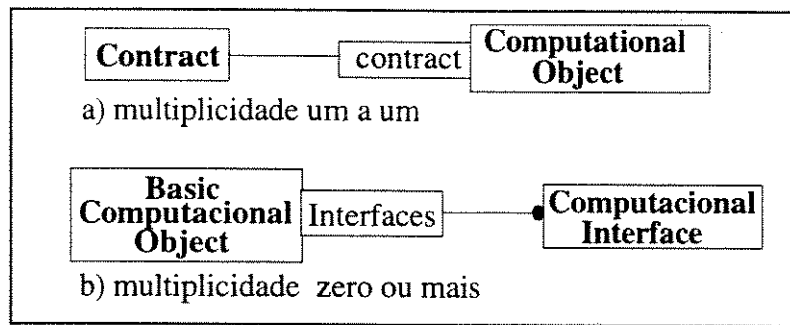 Contract
contract
Computational
Object
a) multiplicidade um a um
Basic
Computacional
Object
Interfaces
Computacional
Interface
b) multiplicidade zero ou mais